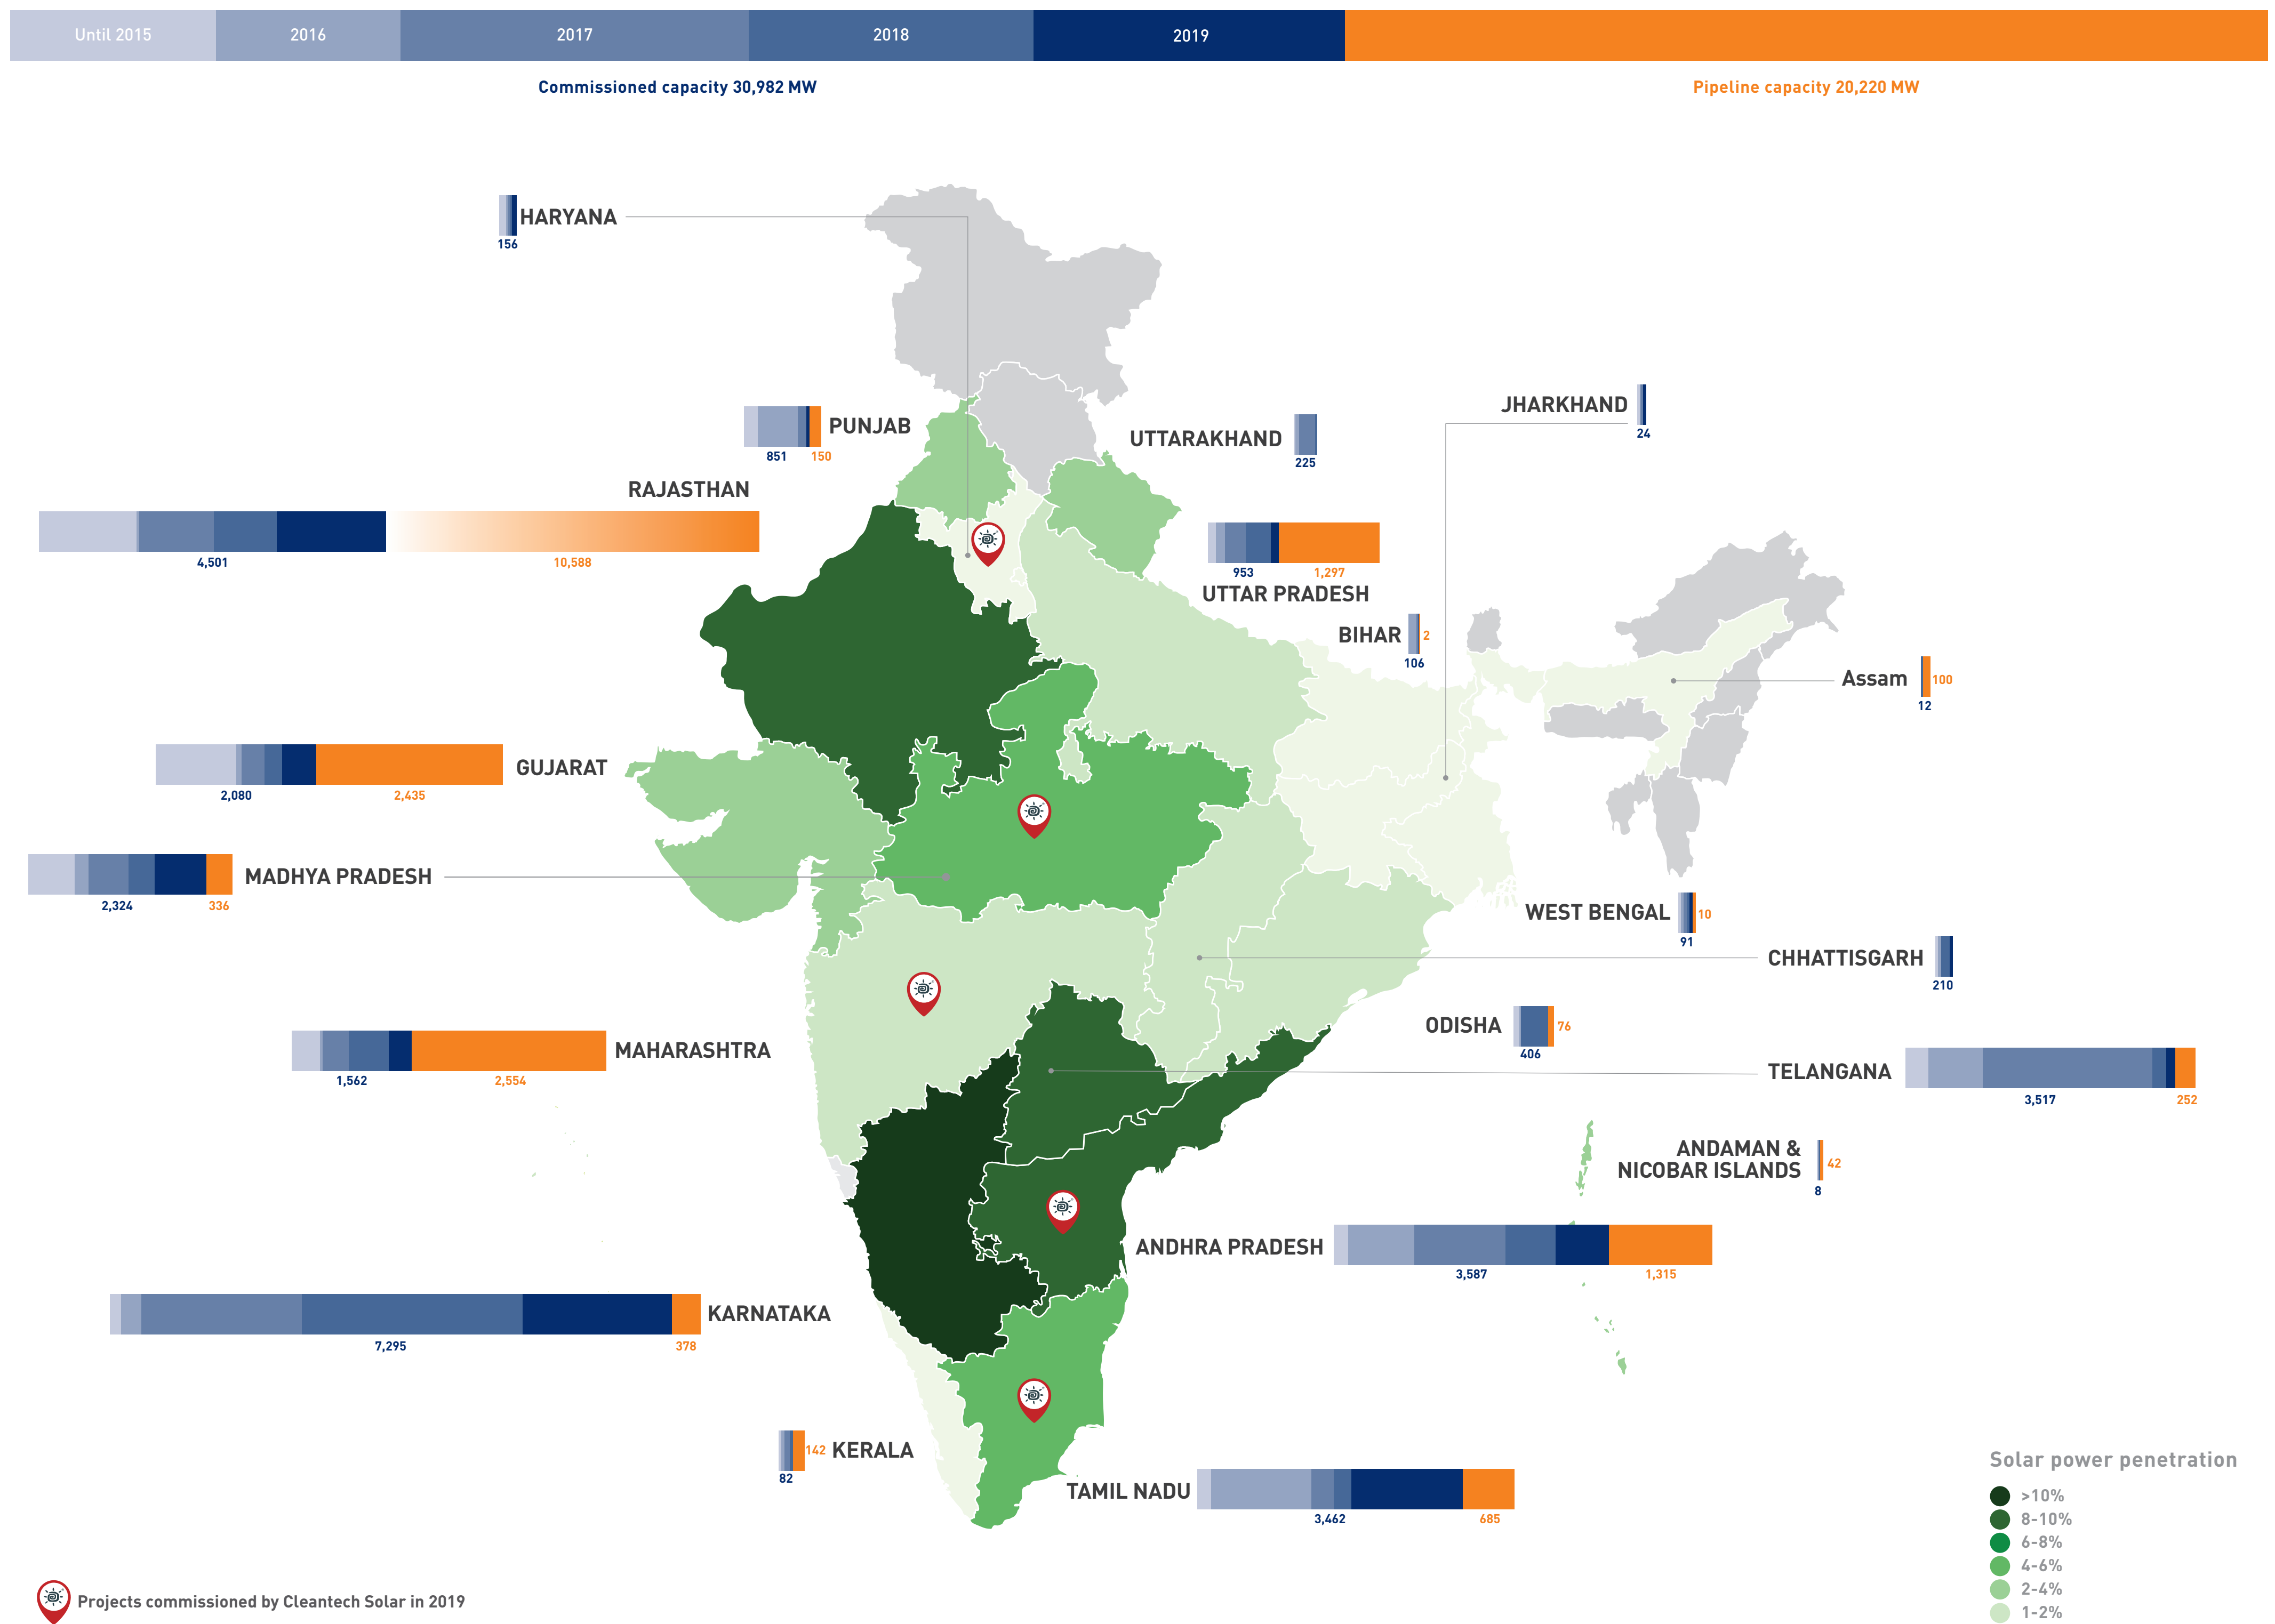 Until 2015
2016
2017
2018
2019
Commissioned capacity 30,982 MW
Pipeline capacity 20,220 MW
HARYANA
156
PUNJAB
851
150
UTTARAKHAND
225
JHARKHAND
24
RAJASTHAN
4,501
10,588
953
1,297
UTTAR PRADESH
BIHAR
2
106
Assam
100
12
GUJARAT
2,080
2,435
MADHYA PRADESH
2,324
336
WEST BENGAL
10
91
CHHATTISGARH
210
ODISHA
76
406
MAHARASHTRA
1,562
2,554
TELANGANA
3,517
252
ANDAMAN &
NICOBAR ISLANDS
42
8
ANDHRA PRADESH
3,587
1,315
KARNATAKA
7,295
378
142
KERALA
82
TAMIL NADU
3,462
685
Solar power penetration
>10%
8-10%
6-8%
4-6%
2-4%
1-2%
Projects commissioned by Cleantech Solar in 2019